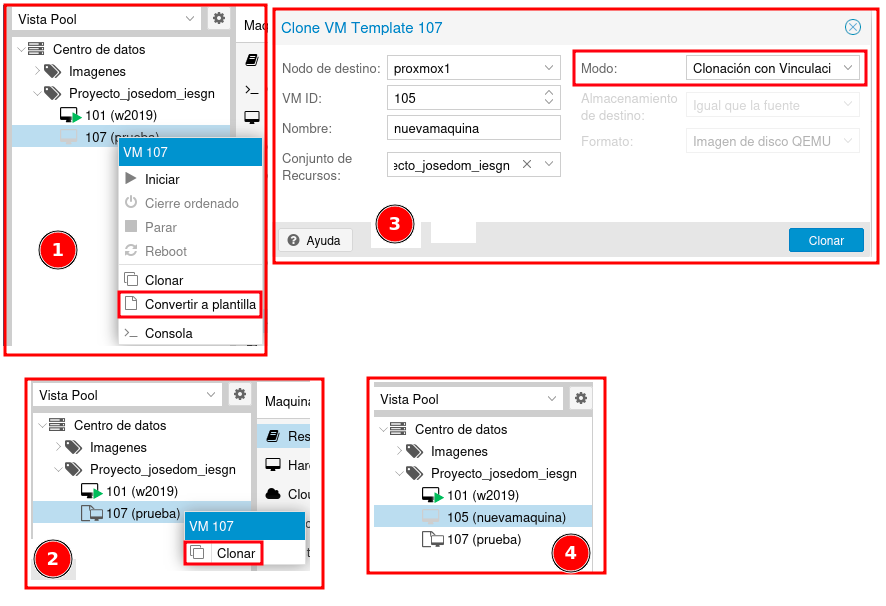 Vista Pool
Maq
Centro de datos
Imagenes
Proyecto_josedom_iesgn
101 (w2019)
107 (prueba)
VM 107
Iniciar
Cierre ordenado
Parar
Reboot
Clonar
Convertir a plantilla
Consola
1
Clone VM Template 107
Nodo de destino: proxmox1
VM ID: 105
Nombre: nuevamaquina
Conjunto de
Recursos: ecto_josedom_iesgn
Modo: Clonación con Vinculaci
Almacenamiento
de destino: Igual que la fuente
Formato: Imagen de disco QEMU
3
Ayuda
Clonar
Vista Pool
Maquina
Centro de datos
Imagenes
Res
Proyecto_josedom_iesgn
Hard
101 (w2019)
Clou
107 (prueba)
VM 107
Clonar
2
Vista Pool
Centro de datos
Imagenes
Proyecto_josedom_iesgn
101 (w2019)
105 (nuevamaquina)
107 (prueba)
4